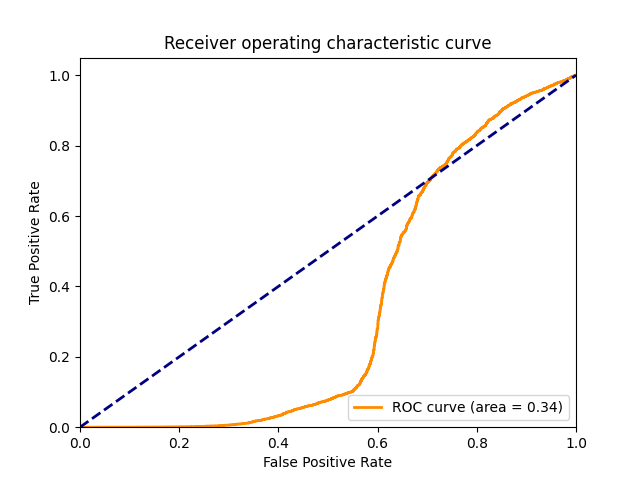 Receiver operating characteristic curve
1.0
0.8
0.6
0.4
0.2
0.0
True Positive Rate
ROC curve (area = 0.34)
0.0 0.2 0.4 0.6 0.8 1.0
False Positive Rate